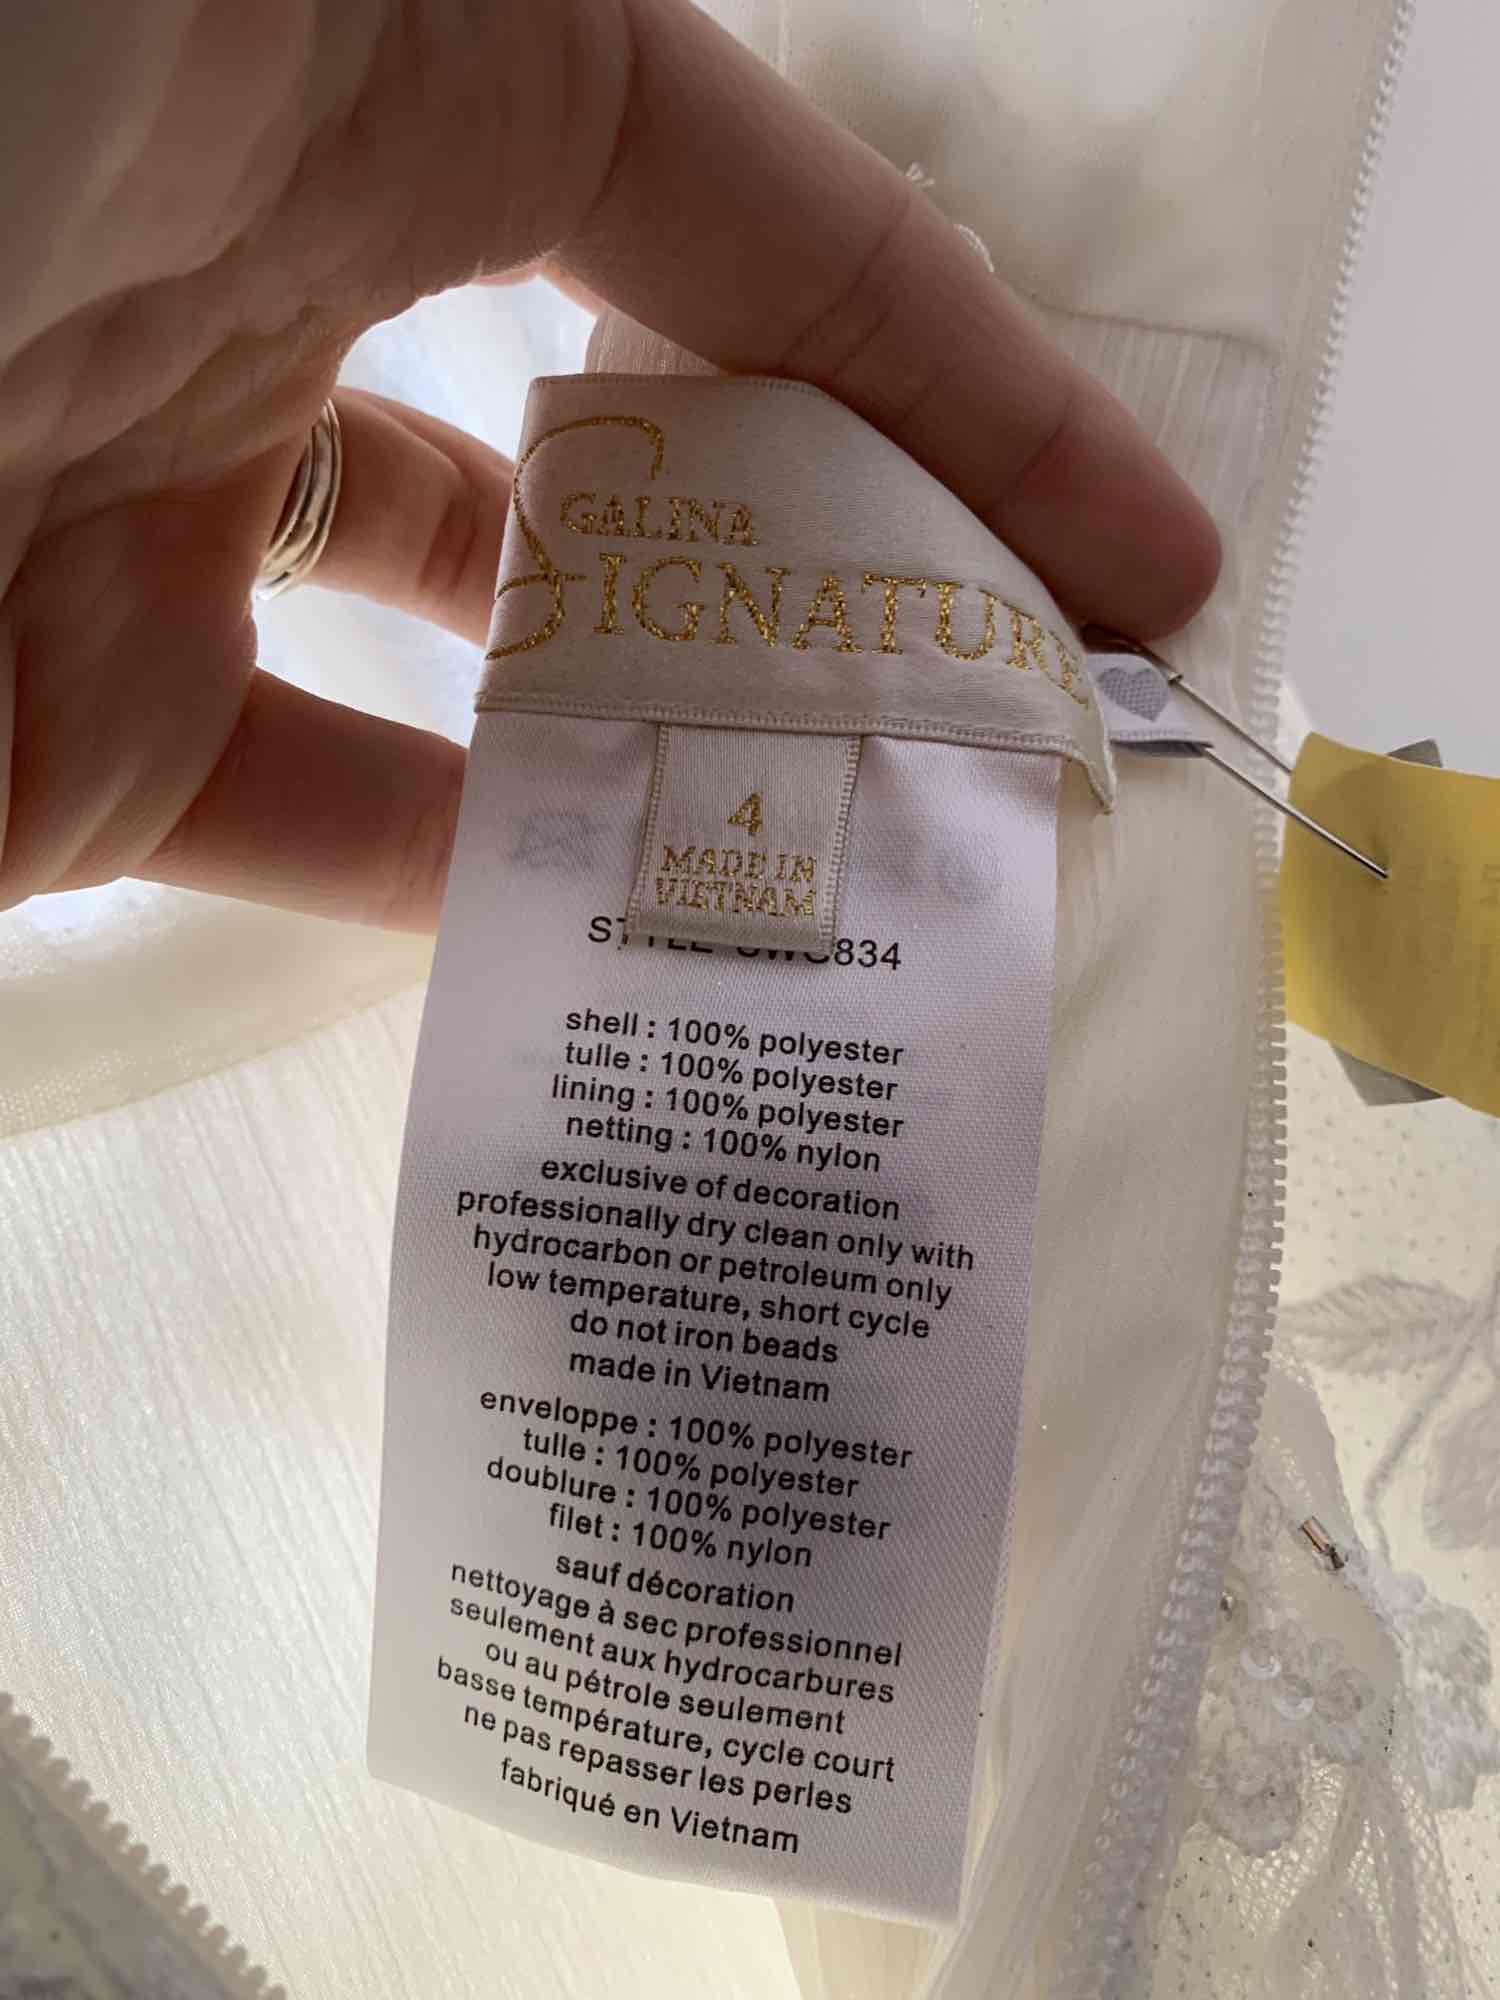 GALINA
SIGNATURE
4
MADE IN
VIETNAM
STYLE SWG834
shell : 100% polyester
tulle : 100% polyester
lining : 100% polyester
netting : 100% nylon
exclusive of decoration
professionally dry clean only with
hydrocarbon or petroleum only
low temperature, short cycle
do not iron beads
made in Vietnam
enveloppe : 100% polyester
tulle : 100% polyester
doublure : 100% polyester
filet : 100% nylon
sauf décoration
nettoyage à sec professionnel
seulement aux hydrocarbures
ou au pétrole seulement
basse température, cycle court
ne pas repasser les perles
fabriqué en Vietnam